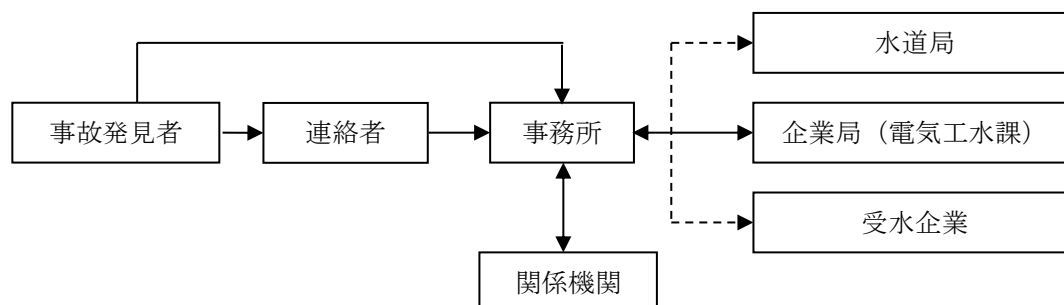 水道局
事故発見者
連絡者
事務所
企業局（電気工水課）
受水企業
関係機関